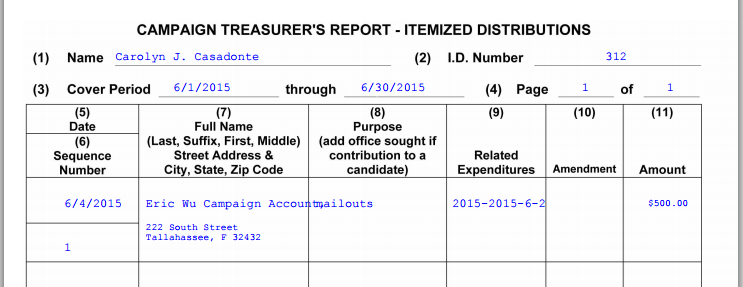 CAMPAIGN TREASURER'S REPORT - ITEMIZED DISTRIBUTIONS
(1) Name Carolyn J. Casadonte (2) I.D. Number 312
(3) Cover Period 6/1/2015 through 6/30/2015 (4) Page 1 of 1
(5) (7) (8) (9) (10) (11)
Date Full Name Purpose
(6) (Last, Suffix, First, Middle) (add office sought if
Sequence Street Address & contribution to a Related
Number City, State, Zip Code candidate) Expenditures Amendment Amount
6/4/2015 Eric Wu Campaign Account, mailouts 2015-2015-6-2 $500.00
222 South Street
Tallahassee, F 32432
1